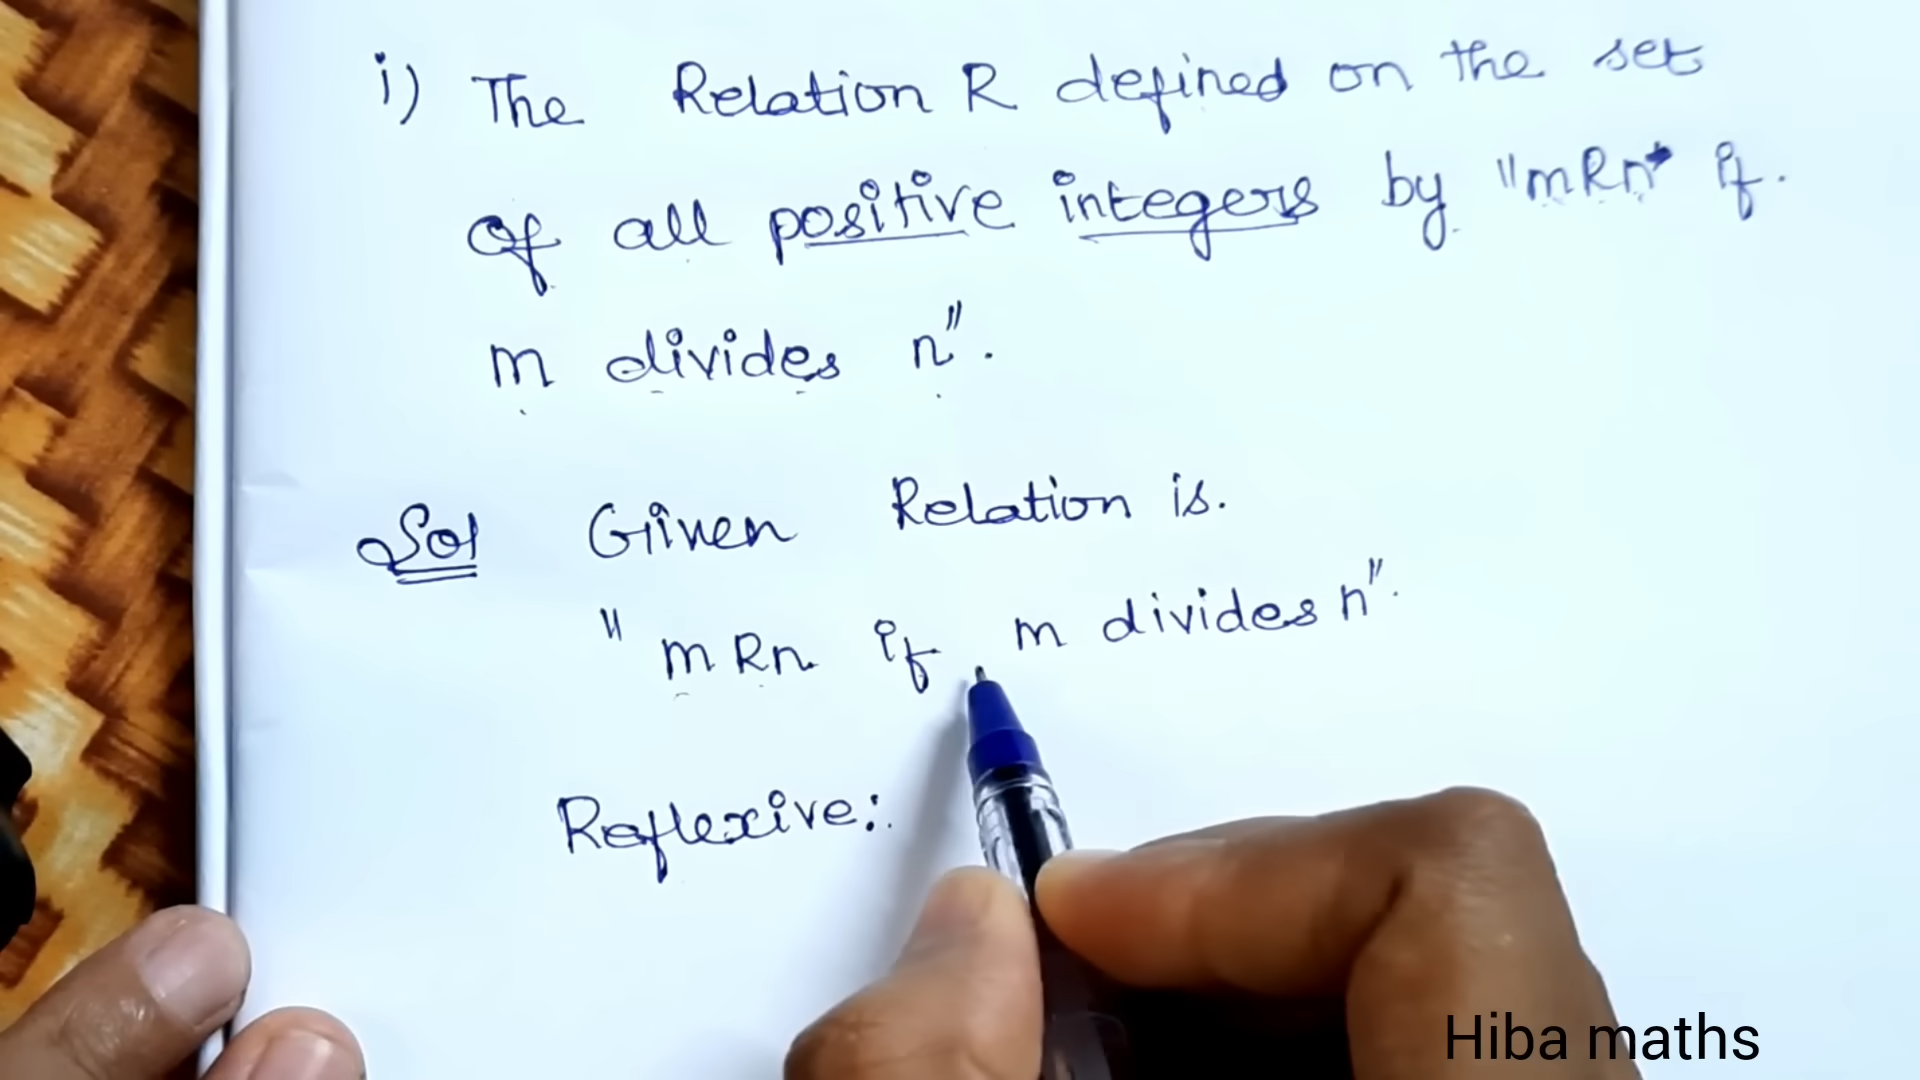 i) The Relation R defined on the set
of all positive integers by "mRn" if
m divides n".
Sol Given Relation is.
" m Rn if m divides n".
Reflexive:
Hiba maths